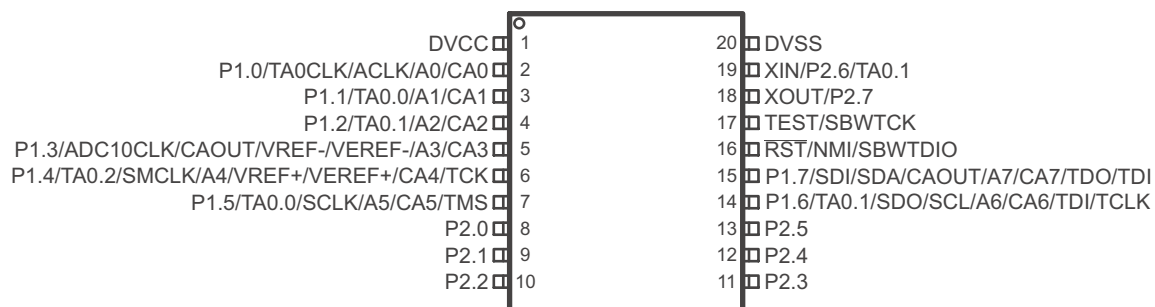 DVCC 1 20 DVSS
P1.0/TA0CLK/ACLK/A0/CA0 2 19 XIN/P2.6/TA0.1
P1.1/TA0.0/A1/CA1 3 18 XOUT/P2.7
P1.2/TA0.1/A2/CA2 4 17 TEST/SBWTCK
P1.3/ADC10CLK/CAOUT/VREF-/VEREF-/A3/CA3 5 16 RST/NMI/SBWTDIO
P1.4/TA0.2/SMCLK/A4/VREF+/VEREF+/CA4/TCK 6 15 P1.7/SDI/SDA/CAOUT/A7/CA7/TDO/TDI
P1.5/TA0.0/SCLK/A5/CA5/TMS 7 14 P1.6/TA0.1/SDO/SCL/A6/CA6/TDI/TCLK
P2.0 8 13 P2.5
P2.1 9 12 P2.4
P2.2 10 11 P2.3